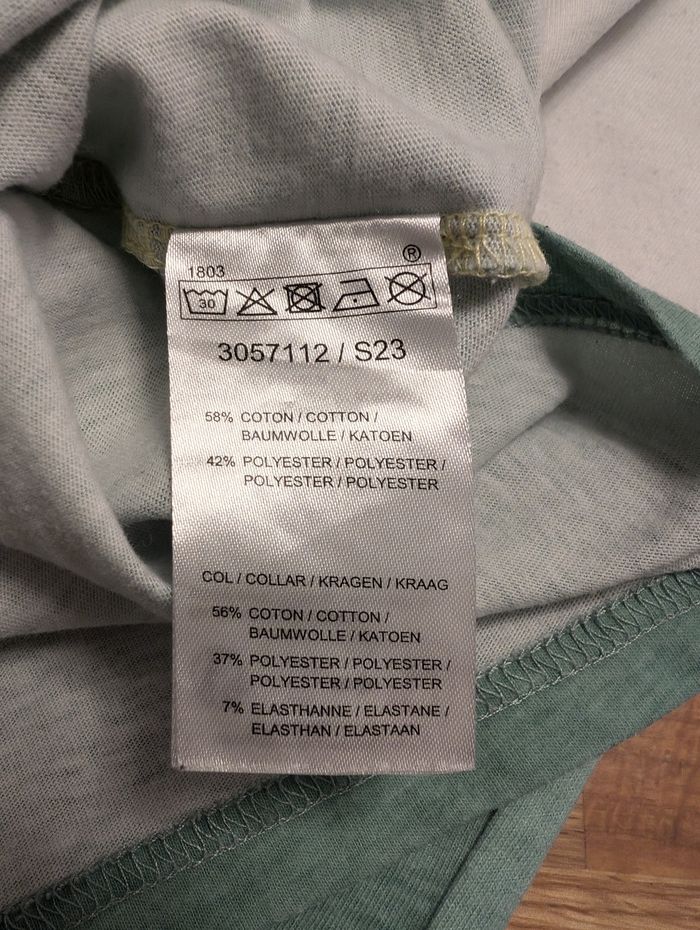 ®
1803
30
3057112 / S23
58% COTON / COTTON /
BAUMWOLLE / KATOEN
42% POLYESTER / POLYESTER /
POLYESTER / POLYESTER
COL / COLLAR / KRAGEN / KRAAG
56% COTON / COTTON /
BAUMWOLLE / KATOEN
37% POLYESTER / POLYESTER /
POLYESTER / POLYESTER
7% ELASTHANNE / ELASTANE /
ELASTHAN / ELASTAAN